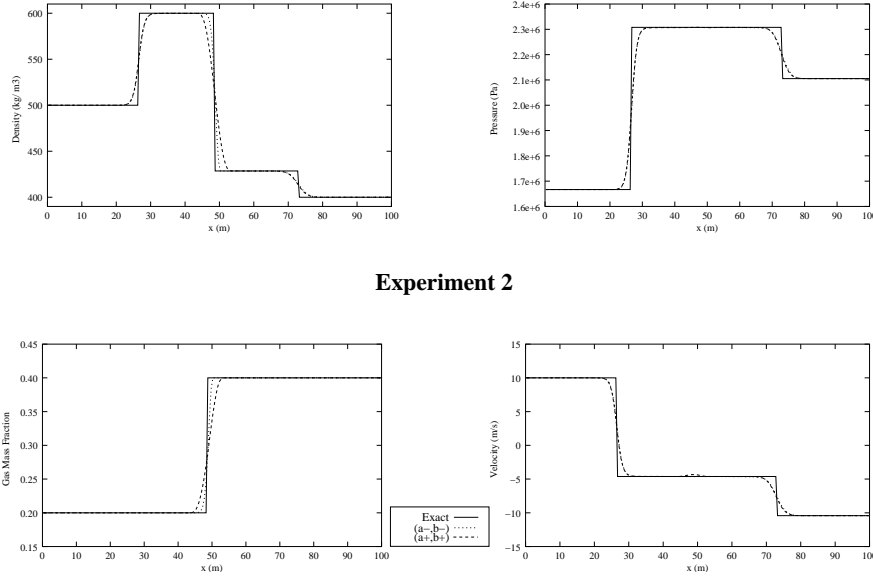 600
550
500
450
400
Density (kg/ m3)
0 10 20 30 40 50 60 70 80 90 100
x (m)
2.4e+6
2.3e+6
2.2e+6
2.1e+6
2.0e+6
1.9e+6
1.8e+6
1.7e+6
1.6e+6
Pressure (Pa)
0 10 20 30 40 50 60 70 80 90 100
x (m)
Experiment 2
0.45
0.40
0.35
0.30
0.25
0.20
0.15
Gas Mass Fraction
0 10 20 30 40 50 60 70 80 90 100
x (m)
Exact
(a−,b−)
(a+,b+)
15
10
5
0
−5
−10
−15
Velocity (m/s)
0 10 20 30 40 50 60 70 80 90 100
x (m)